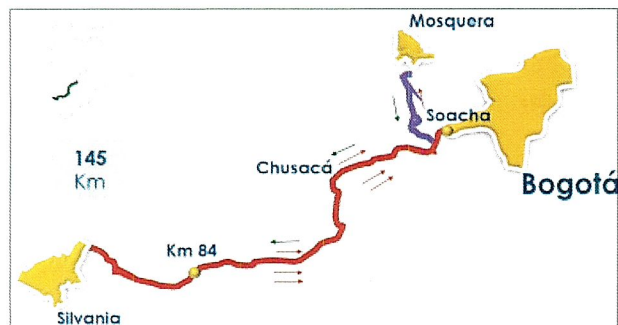 Mosquera
Soacha
145
Km
Chusacá
Bogotá
Km 84
Silvania